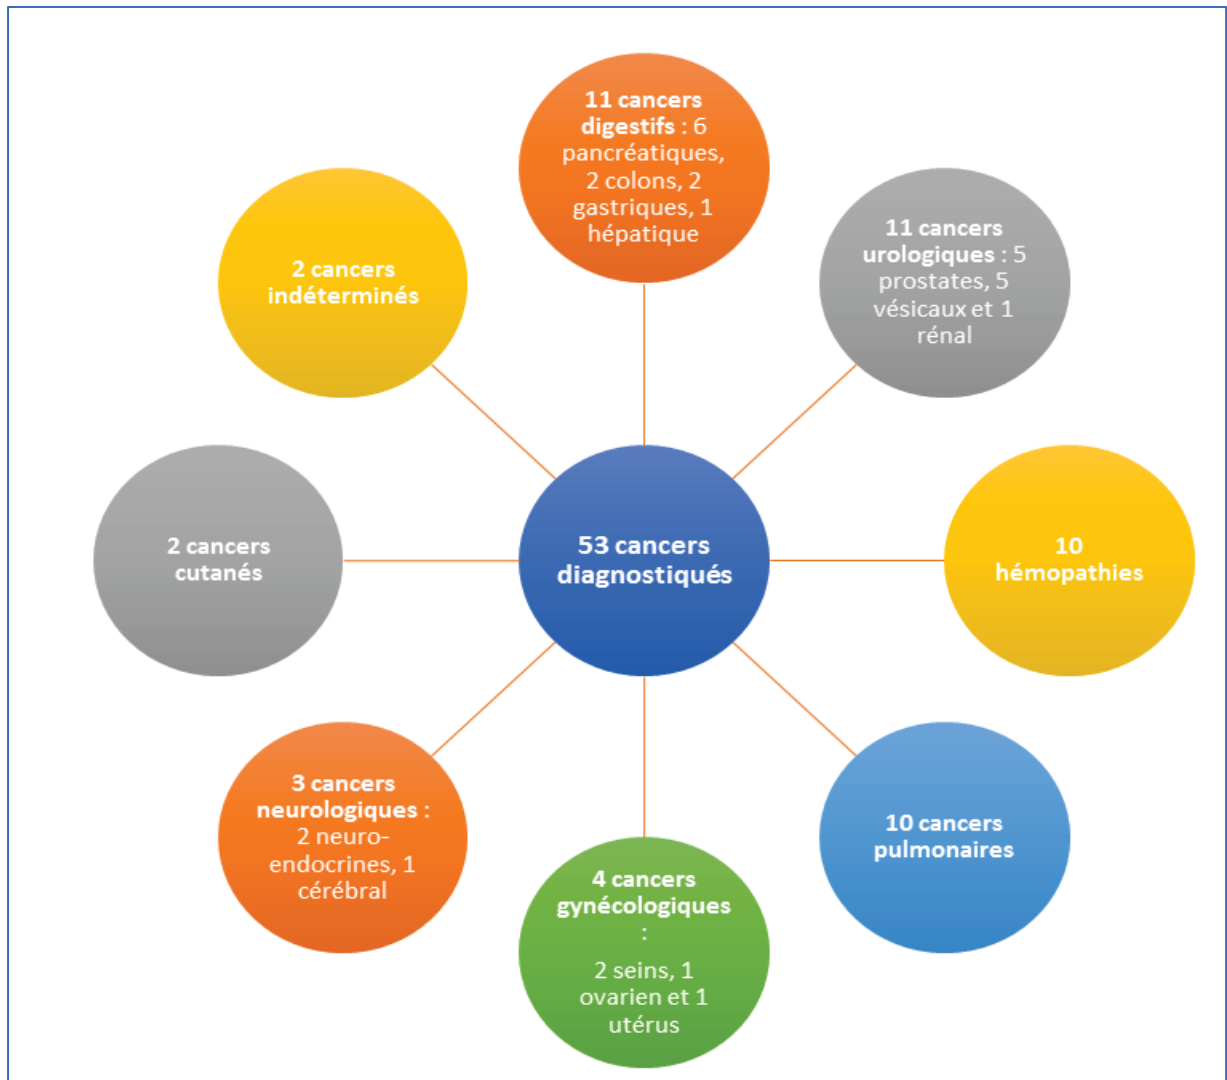 11 cancers
digestifs : 6
pancréatiques,
2 colons, 2
gastriques, 1
hépatique
11 cancers
urologiques : 5
prostates, 5
vésicaux et 1
rénal
10
hémopathies
10 cancers
pulmonaires
4 cancers
gynécologiques
:
2 seins, 1
ovarien et 1
utérus
3 cancers
neurologiques :
2 neuro-
endocrines, 1
cérébral
2 cancers
cutanés
2 cancers
indéterminés
53 cancers
diagnostiqués